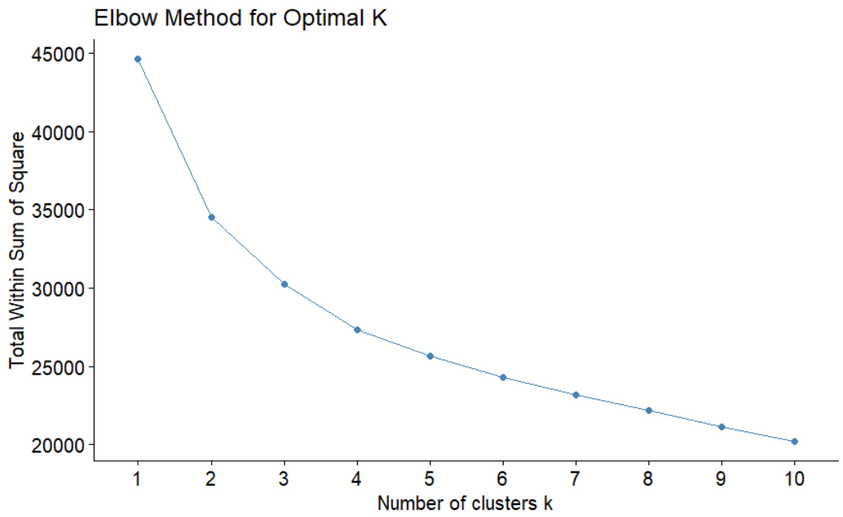 Elbow Method for Optimal K
45000
40000
35000
30000
25000
20000
Total Within Sum of Square
1 2 3 4 5 6 7 8 9 10
Number of clusters k